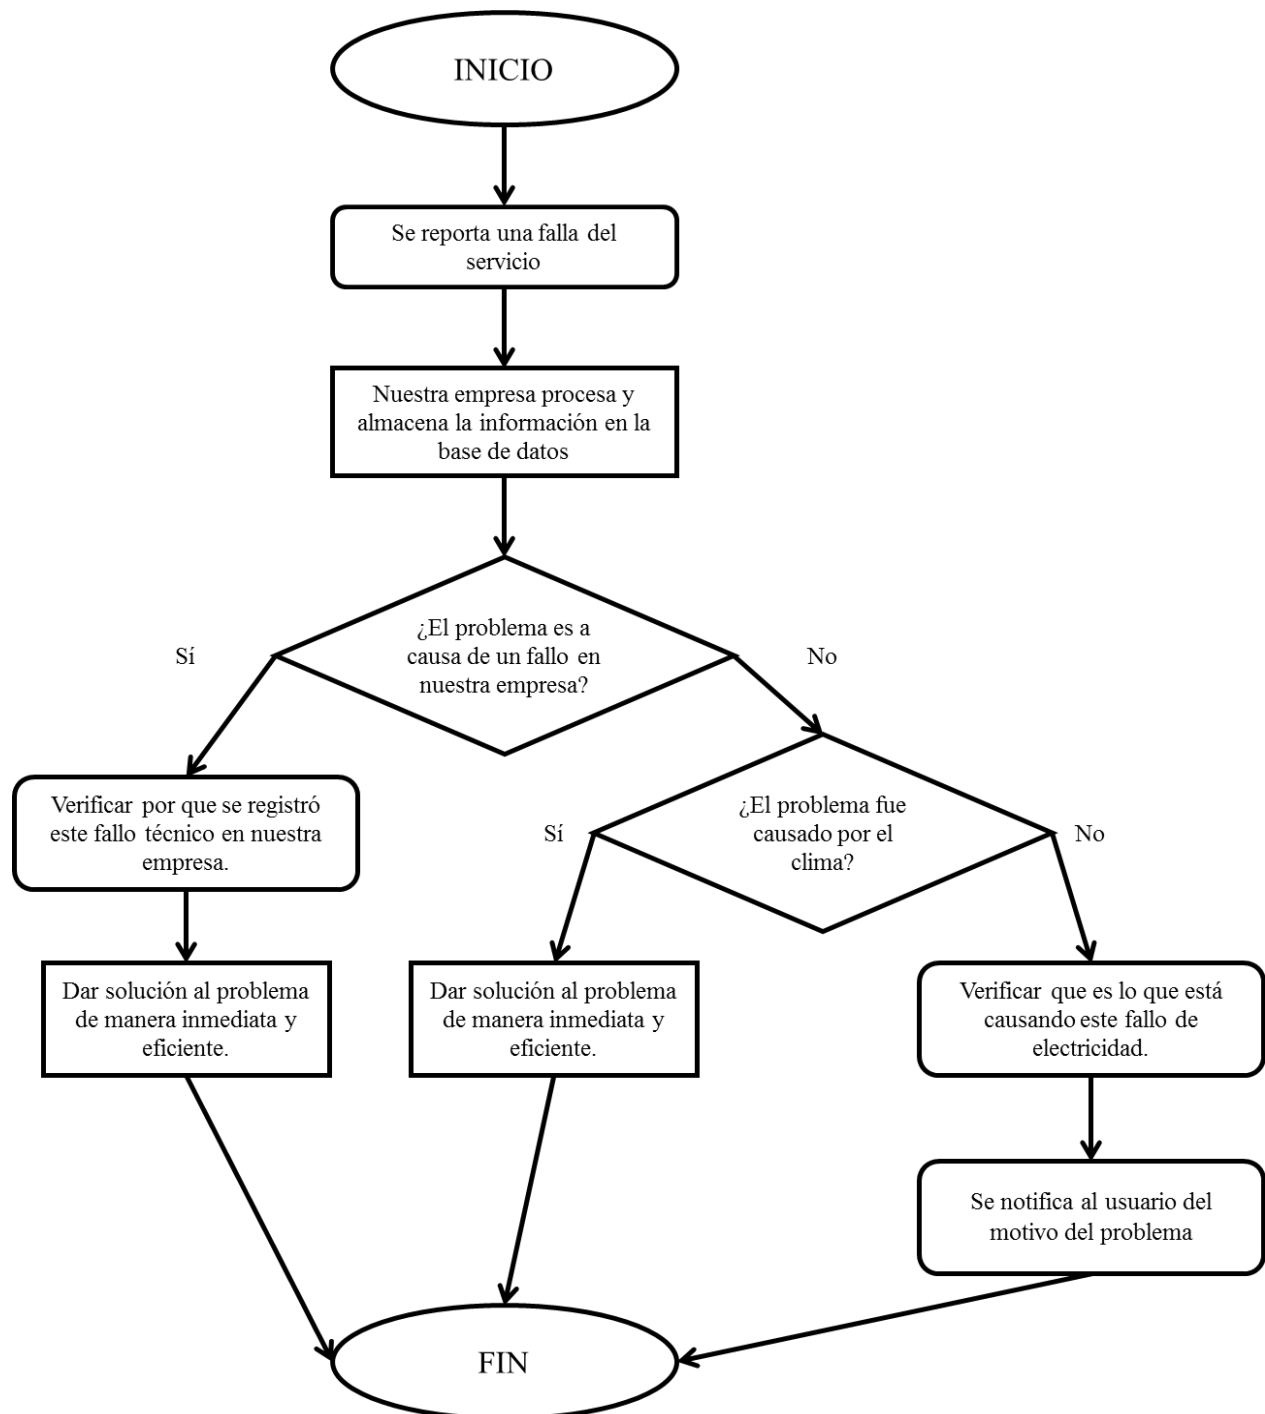 INICIO
Se reporta una falla del
servicio
Nuestra empresa procesa y
almacena la información en la
base de datos
¿El problema es a
causa de un fallo en
nuestra empresa?
Sí
No
Verificar por que se registró
este fallo técnico en nuestra
empresa.
¿El problema fue
causado por el
clima?
Sí
No
Dar solución al problema
de manera inmediata y
eficiente.
Dar solución al problema
de manera inmediata y
eficiente.
Verificar que es lo que está
causando este fallo de
electricidad.
Se notifica al usuario del
motivo del problema
FIN